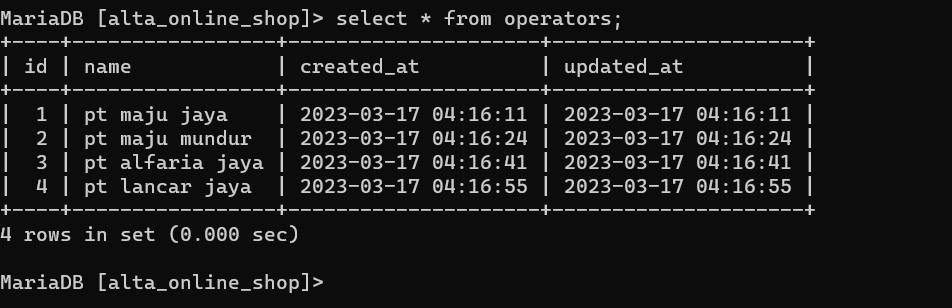 MariaDB [alta_online_shop]> select * from operators;
+----+-----------------+---------------------+---------------------+
| id | name            | created_at          | updated_at          |
+----+-----------------+---------------------+---------------------+
|  1 | pt maju jaya    | 2023-03-17 04:16:11 | 2023-03-17 04:16:11 |
|  2 | pt maju mundur  | 2023-03-17 04:16:24 | 2023-03-17 04:16:24 |
|  3 | pt alfaria jaya | 2023-03-17 04:16:41 | 2023-03-17 04:16:41 |
|  4 | pt lancar jaya  | 2023-03-17 04:16:55 | 2023-03-17 04:16:55 |
+----+-----------------+---------------------+---------------------+
4 rows in set (0.000 sec)

MariaDB [alta_online_shop]>